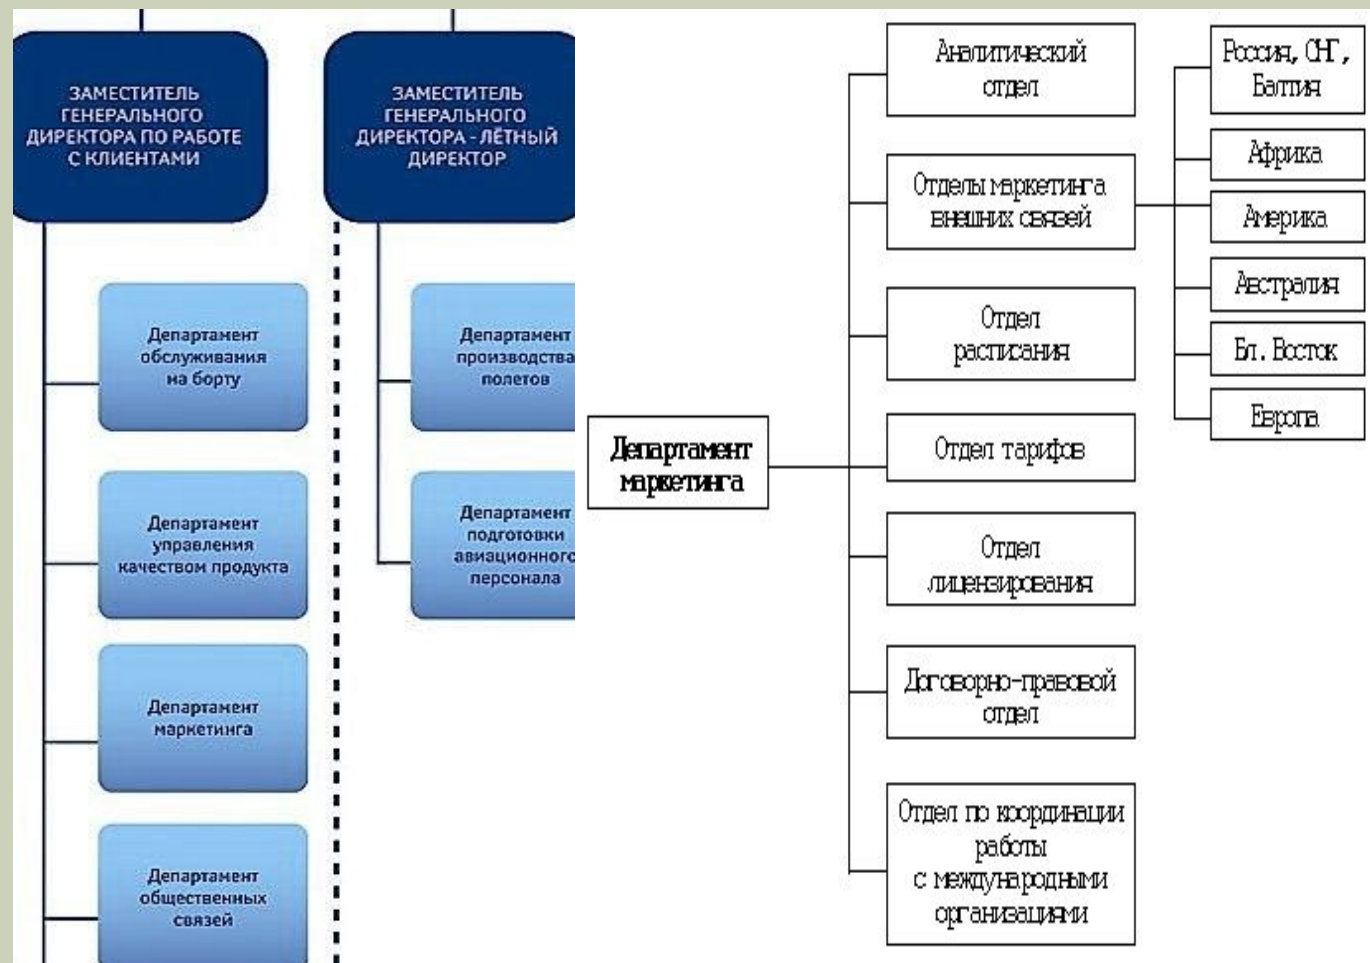 ЗАМЕСТИТЕЛЬ
ГЕНЕРАЛЬНОГО
ДИРЕКТОРА ПО РАБОТЕ
С КЛИЕНТАМИ
Департамент
обслуживания
на борту
Департамент
управления
качеством продукта
Департамент
маркетинга
Департамент
общественных
связей
ЗАМЕСТИТЕЛЬ
ГЕНЕРАЛЬНОГО
ДИРЕКТОРА - ЛЁТНЫЙ
ДИРЕКТОР
Департамент
производства
полетов
Департамент
подготовки
авиационного
персонала
Департамент
маркетинга
Аналитический
отдел
Отделы маркетинга
внешних связей
Отдел
расписания
Отдел тарифов
Отдел
лицензирования
Договорно-правовой
отдел
Отдел по координации
работы
с международными
организациями
Россия, СНГ,
Балтия
Африка
Америка
Австралия
Бл. Восток
Европа